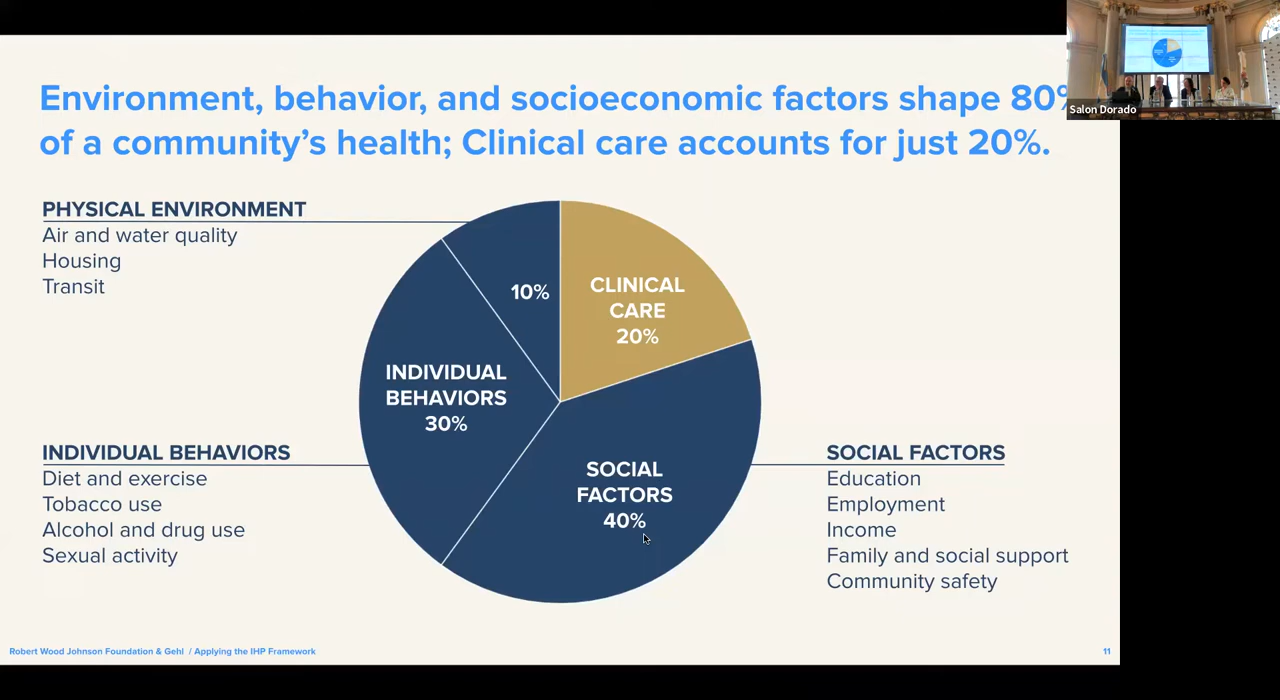 Environment, behavior, and socioeconomic factors shape 80%
of a community's health; Clinical care accounts for just 20%.
Salon Dorado
PHYSICAL ENVIRONMENT
Air and water quality
Housing
Transit
10%
CLINICAL
CARE
20%
INDIVIDUAL
BEHAVIORS
30%
SOCIAL
FACTORS
40%
INDIVIDUAL BEHAVIORS
Diet and exercise
Tobacco use
Alcohol and drug use
Sexual activity
SOCIAL FACTORS
Education
Employment
Income
Family and social support
Community safety
Robert Wood Johnson Foundation & Gehl / Applying the IHP Framework
11